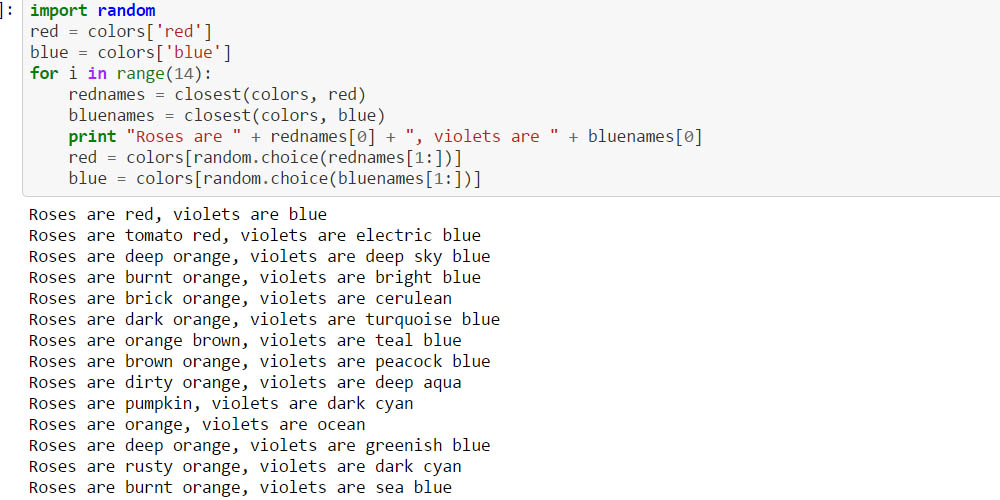 ]:
import random
red = colors['red']
blue = colors['blue']
for i in range(14):
    rednames = closest(colors, red)
    bluenames = closest(colors, blue)
    print "Roses are " + rednames[0] + ", violets are " + bluenames[0]
    red = colors[random.choice(rednames[1:])]
    blue = colors[random.choice(bluenames[1:])]
Roses are red, violets are blue
Roses are tomato red, violets are electric blue
Roses are deep orange, violets are deep sky blue
Roses are burnt orange, violets are bright blue
Roses are brick orange, violets are cerulean
Roses are dark orange, violets are turquoise blue
Roses are orange brown, violets are teal blue
Roses are brown orange, violets are peacock blue
Roses are dirty orange, violets are deep aqua
Roses are pumpkin, violets are dark cyan
Roses are orange, violets are ocean
Roses are deep orange, violets are greenish blue
Roses are rusty orange, violets are dark cyan
Roses are burnt orange, violets are sea blue